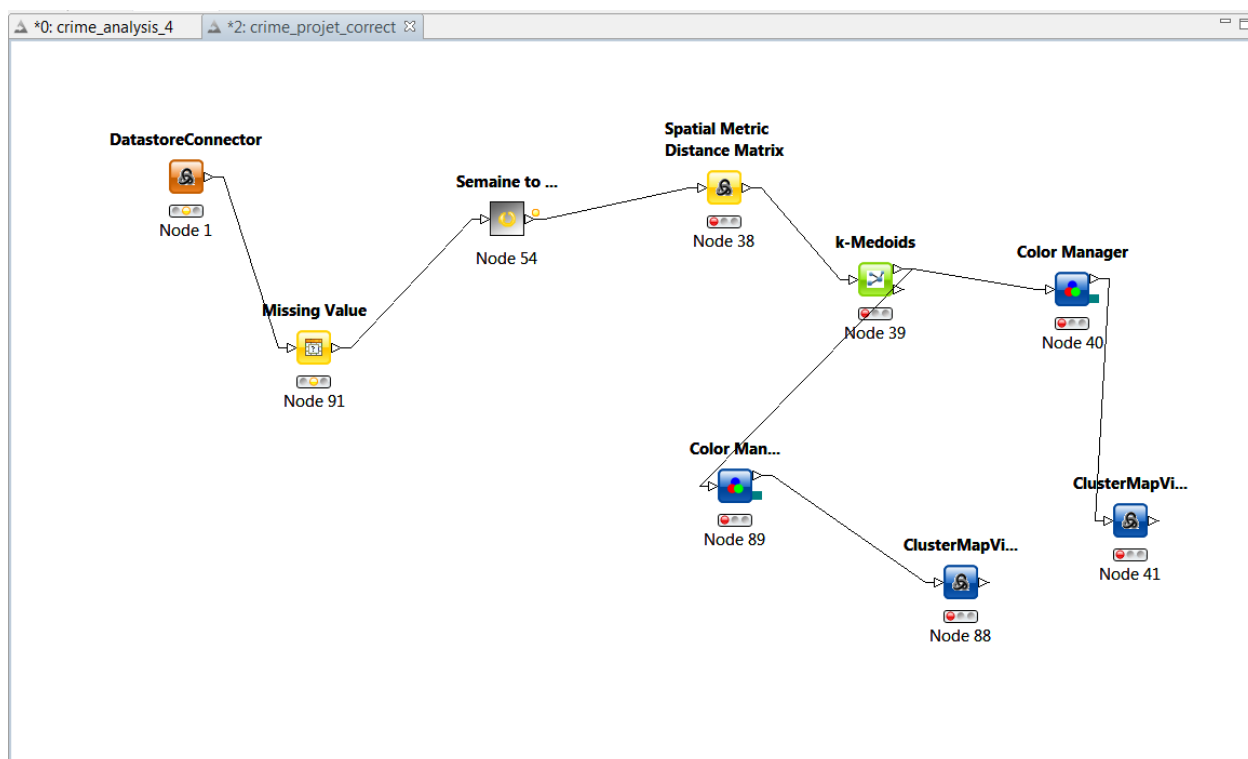 *0: crime_analysis_4
*2: crime_projet_correct
DatastoreConnector
Node 1
Missing Value
Node 91
Semaine to ...
Node 54
Spatial Metric
Distance Matrix
Node 38
k-Medoids
Node 39
Color Manager
Node 40
Color Man...
Node 89
ClusterMapVi...
Node 88
ClusterMapVi...
Node 41